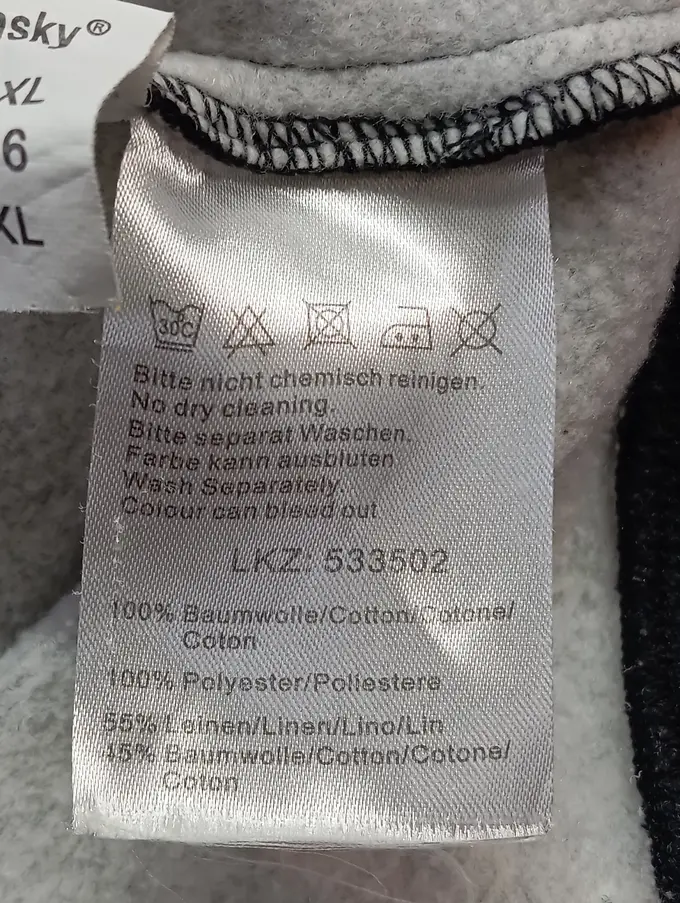 sky®
XL
6
XL
30C
Bitte nicht chemisch reinigen.
No dry cleaning.
Bitte separat Waschen.
Farbe kann ausbluten
Wash Separately.
Colour can bleed out
LKZ: 533502
100% Baumwolle/Cotton/Cotone/
Coton
100% Polyester/Poliestere
55% Leinen/Linen/Lino/Lin
45% Baumwolle/Cotton/Cotone/
Coton